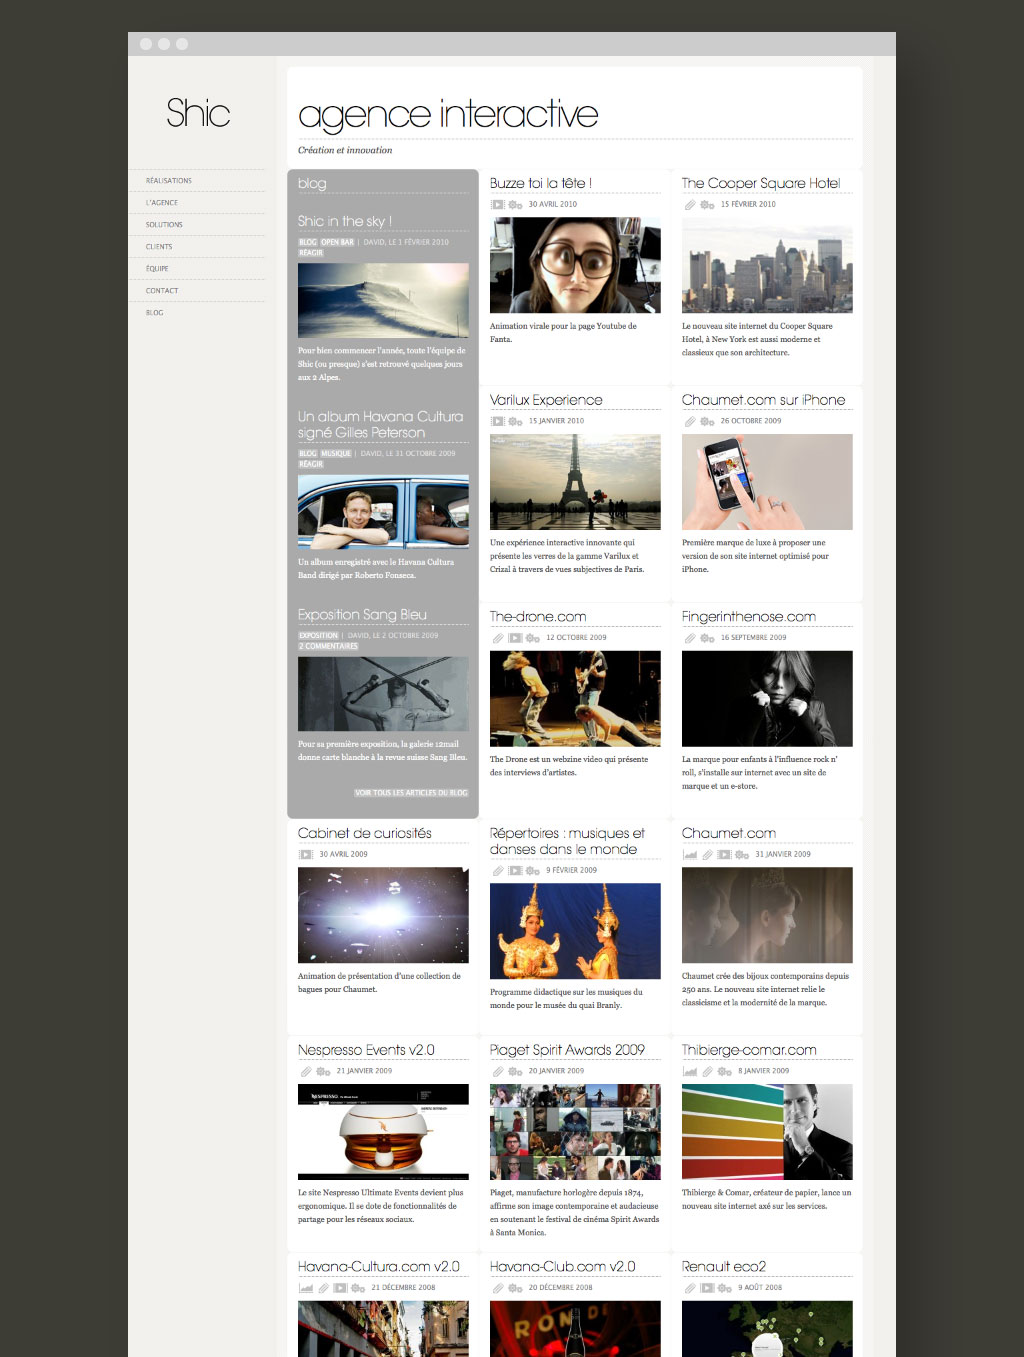 Shic
RÉALISATIONS
L'AGENCE
SOLUTIONS
CLIENTS
ÉQUIPE
CONTACT
BLOG
agence interactive
Création et innovation
blog
Shic in the sky !
BLOG OPEN BAR | DAVID, LE 1 FÉVRIER 2010
RÉAGIR
Pour bien commencer l'année, toute l'équipe de
Shic (ou presque) s'est retrouvé quelques jours
aux 2 Alpes.
Un album Havana Cultura
signé Gilles Peterson
BLOG MUSIQUE | DAVID, LE 31 OCTOBRE 2009
RÉAGIR
Un album enregistré avec le Havana Cultura
Band dirigé par Roberto Fonseca.
Exposition Sang Bleu
EXPOSITION | DAVID, LE 2 OCTOBRE 2009
2 COMMENTAIRES
Pour sa première exposition, la galerie 12mail
donne carte blanche à la revue suisse Sang Bleu.
VOIR TOUS LES ARTICLES DU BLOG
Buzze toi la tête !
30 AVRIL 2010
Animation virale pour la page Youtube de
Fanta.
The Cooper Square Hotel
15 FÉVRIER 2010
Le nouveau site internet du Cooper Square
Hotel, à New York est aussi moderne et
classieux que son architecture.
Varilux Experience
15 JANVIER 2010
Une expérience interactive innovante qui
présente les verres de la gamme Varilux et
Crizal à travers de vues subjectives de Paris.
Chaumet.com sur iPhone
26 OCTOBRE 2009
Première marque de luxe à proposer une
version de son site internet optimisé pour
iPhone.
The-drone.com
12 OCTOBRE 2009
The Drone est un webzine video qui présente
des interviews d'artistes.
Fingerinthenose.com
16 SEPTEMBRE 2009
La marque pour enfants à l'influence rock n'
roll, s'installe sur internet avec un site de
marque et un e-store.
Cabinet de curiosités
30 AVRIL 2009
Animation de présentation d'une collection de
bagues pour Chaumet.
Répertoires : musiques et
danses dans le monde
9 FÉVRIER 2009
Programme didactique sur les musiques du
monde pour le musée du quai Branly.
Chaumet.com
31 JANVIER 2009
Chaumet crée des bijoux contemporains depuis
250 ans. Le nouveau site internet relie le
classicisme et la modernité de la marque.
Nespresso Events v2.0
21 JANVIER 2009
NESPRESSO
Le site Nespresso Ultimate Events devient plus
ergonomique. Il se dote de fonctionnalités de
partage pour les réseaux sociaux.
Piaget Spirit Awards 2009
20 JANVIER 2009
Piaget, manufacture horlogère depuis 1874,
affirme son image contemporaine et audacieuse
en soutenant le festival de cinéma Spirit Awards
à Santa Monica.
Thibierge-comar.com
8 JANVIER 2009
Thibierge & Comar, créateur de papier, lance un
nouveau site internet axé sur les services.
Havana-Cultura.com v2.0
21 DÉCEMBRE 2008
Havana-Club.com v2.0
20 DÉCEMBRE 2008
RON DE
Renault eco2
9 AOÛT 2008